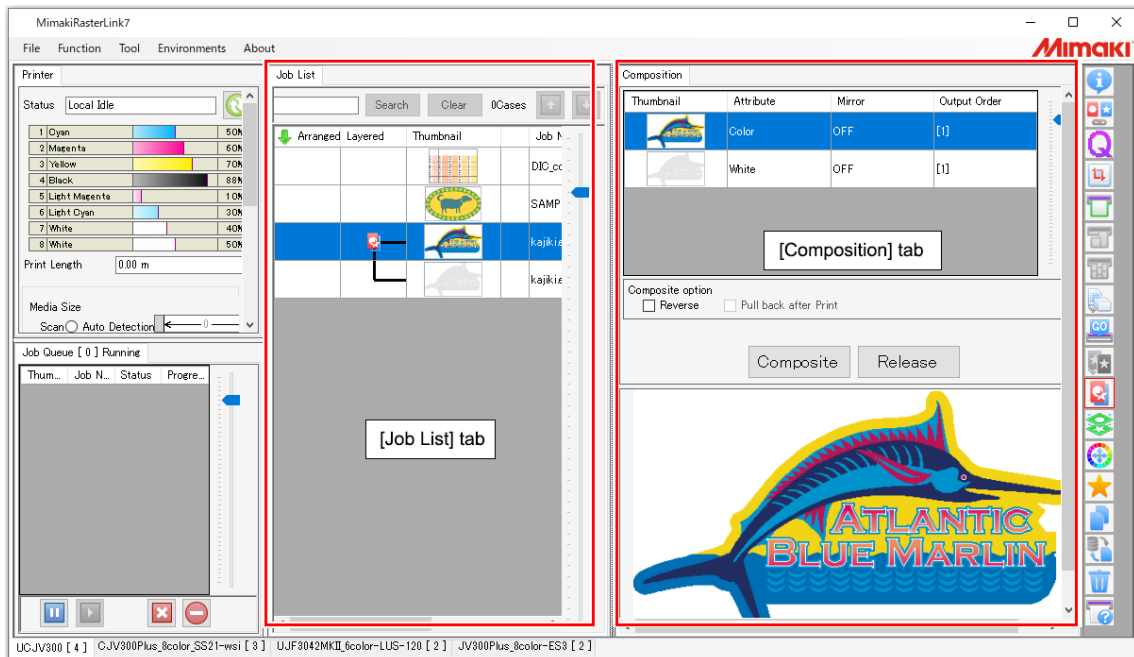 MimakiRasterLink7
File Function Tool Environments About
Mimaki
Printer
Status Local Idle
1 Cyan 50%
2 Magenta 60%
3 Yellow 70%
4 Black 88%
5 Light Magenta 10%
6 Light Cyan 30%
7 White 40%
8 White 50%
Print Length 0.00 m
Media Size
Scan Auto Detection 0
Job Queue [ 0 ] Running
Thum... Job N... Status Progre...
Job List
Search Clear 0Cases
Arranged Layered Thumbnail Job N
DIC_cc
SAMP
kajiki.e
kajiki.e
[Job List] tab
Composition
Thumbnail Attribute Mirror Output Order
Color OFF [1]
White OFF [1]
[Composition] tab
Composite option
Reverse Pull back after Print
Composite Release
ATLANTIC
BLUE MARLIN
Q
GO
UCJV300 [ 4 ] CJV300Plus_8color_SS21-wsi [ 3 ] UJF3042MKII_6color-LUS-120 [ 2 ] JV300Plus_8color-ES3 [ 2 ]